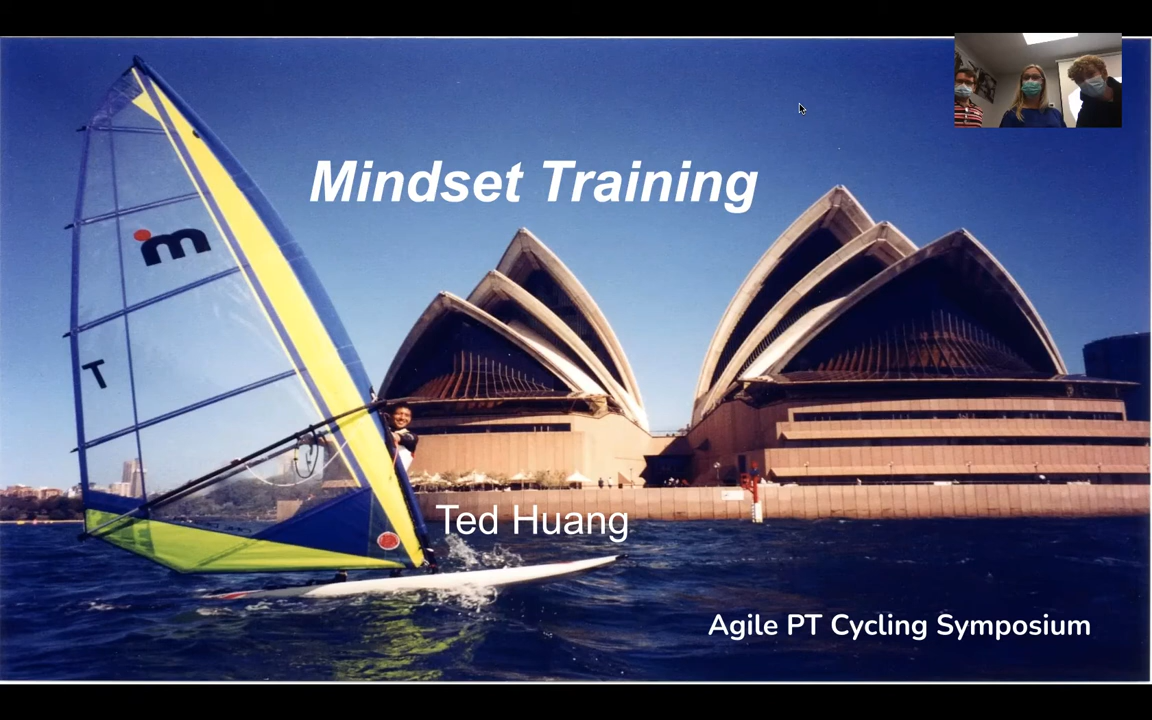 Mindset Training
m
T
Ted Huang
Agile PT Cycling Symposium